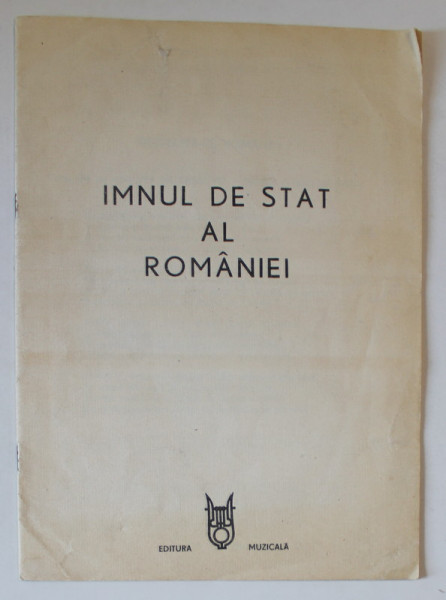 IMNUL DE STAT
AL
ROMÂNIEI
EDITURA MUZICALĂ